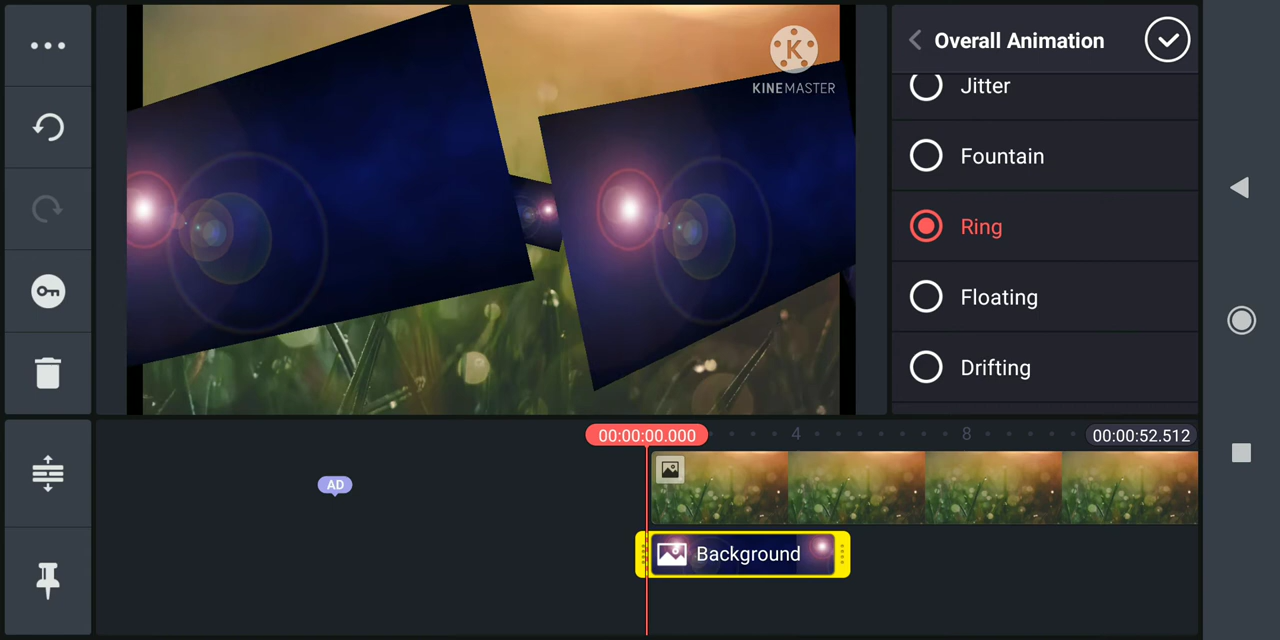 Overall Animation
KINEMASTER
Jitter
Fountain
Ring
Floating
Drifting
00:00:00.000
4
8
00:00:52.512
AD
Background